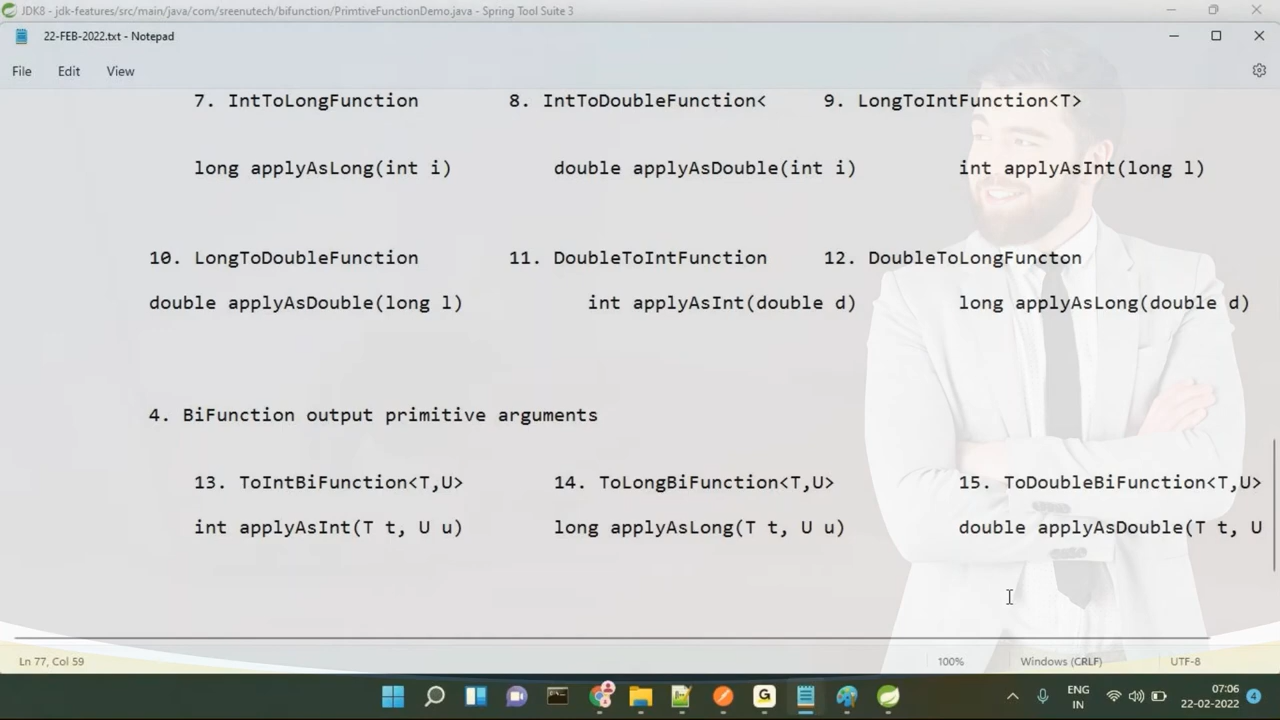 JDK8 - jdk-features/src/main/java/com/sreenutech/bifunction/PrimtiveFunctionDemo.java - Spring Tool Suite 3
22-FEB-2022.txt - Notepad
File Edit View
7. IntToLongFunction 8. IntToDoubleFunction< 9. LongToIntFunction<T>
long applyAsLong(int i) double applyAsDouble(int i) int applyAsInt(long l)
10. LongToDoubleFunction 11. DoubleToIntFunction 12. DoubleToLongFuncton
double applyAsDouble(long l) int applyAsInt(double d) long applyAsLong(double d)
4. BiFunction output primitive arguments
13. ToIntBiFunction<T,U> 14. ToLongBiFunction<T,U> 15. ToDoubleBiFunction<T,U>
int applyAsInt(T t, U u) long applyAsLong(T t, U u) double applyAsDouble(T t, U
Ln 77, Col 59 100% Windows (CRLF) UTF-8
ENG 07:06
IN 22-02-2022 4